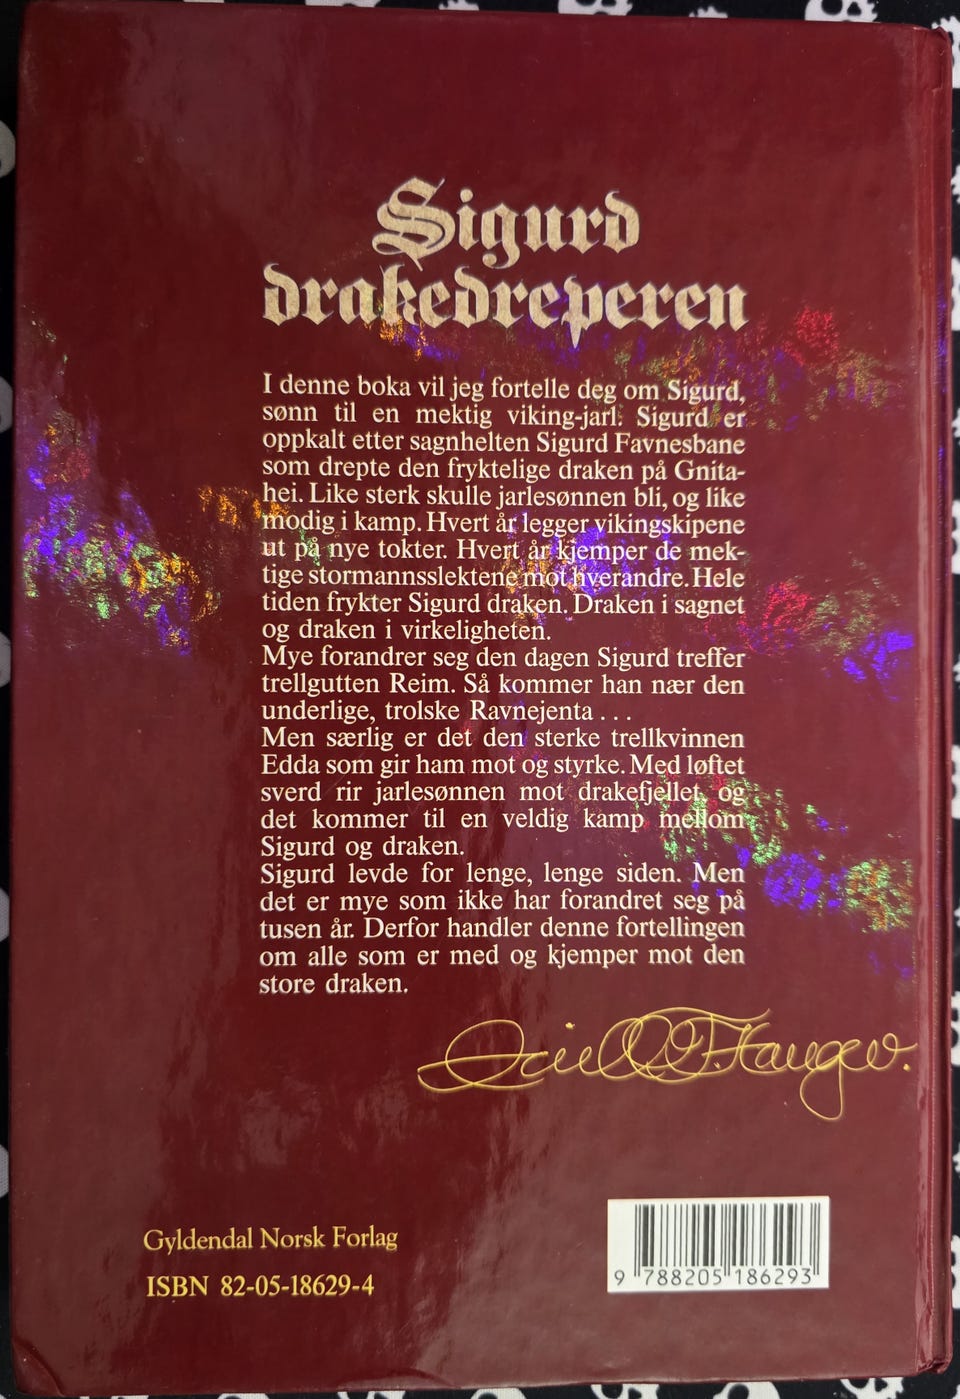 Sigurd
drakedreperen
I denne boka vil jeg fortelle deg om Sigurd,
sønn til en mektig viking-jarl. Sigurd er
oppkalt etter sagnhelten Sigurd Favnesbane
som drepte den fryktelige draken på Gnita-
hei. Like sterk skulle jarlesønnen bli, og like
modig i kamp. Hvert år legger vikingskipene
ut på nye tokter. Hvert år kjemper de mek-
tige stormannsslektene mot hverandre. Hele
tiden frykter Sigurd draken. Draken i sagnet
og draken i virkeligheten.
Mye forandrer seg den dagen Sigurd treffer
trellgutten Reim. Så kommer han nær den
underlige, trolske Ravnejenta . . .
Men særlig er det den sterke trellkvinnen
Edda som gir ham mot og styrke. Med løftet
sverd rir jarlesønnen mot drakefjellet, og
det kommer til en veldig kamp mellom
Sigurd og draken.
Sigurd levde for lenge, lenge siden. Men
det er mye som ikke har forandret seg på
tusen år. Derfor handler denne fortellingen
om alle som er med og kjemper mot den
store draken.
Gyldendal Norsk Forlag
ISBN 82-05-18629-4
9 788205 186293